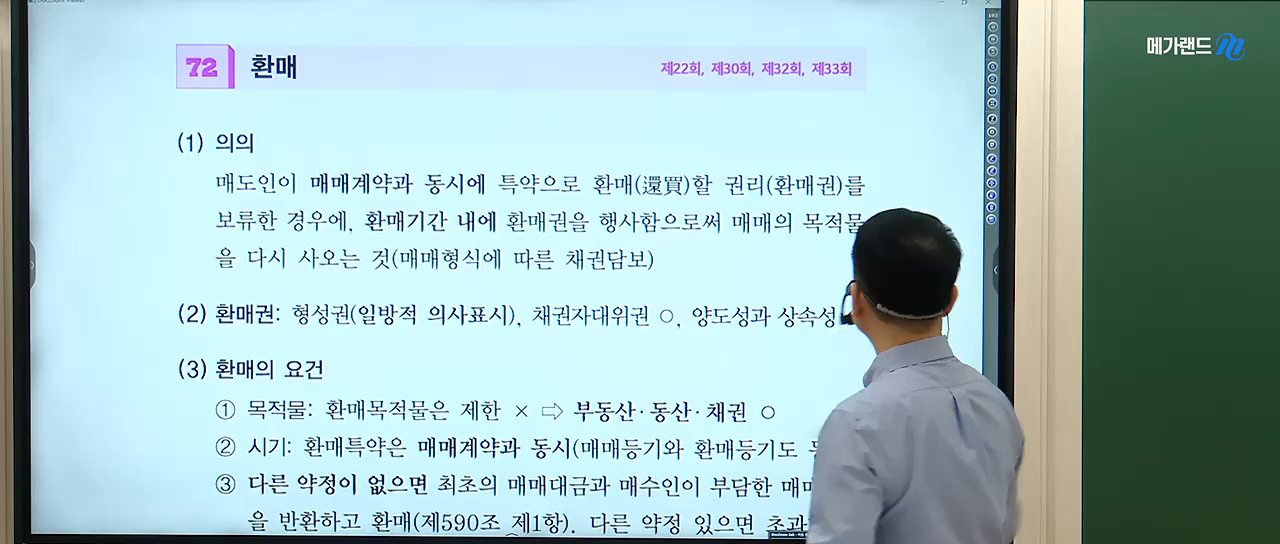 메가랜드
72 환매 제22회, 제30회, 제32회, 제33회
(1) 의의
매도인이 매매계약과 동시에 특약으로 환매(還買)할 권리(환매권)를
보류한 경우에, 환매기간 내에 환매권을 행사함으로써 매매의 목적물
을 다시 사오는 것(매매형식에 따른 채권담보)
(2) 환매권: 형성권(일방적 의사표시), 채권자대위권 ○, 양도성과 상속성
(3) 환매의 요건
① 목적물: 환매목적물은 제한 × ⇨ 부동산·동산·채권 ○
② 시기: 환매특약은 매매계약과 동시(매매등기와 환매등기도
③ 다른 약정이 없으면 최초의 매매대금과 매수인이 부담한
을 반환하고 환매(제590조 제1항). 다른 약정 있으면